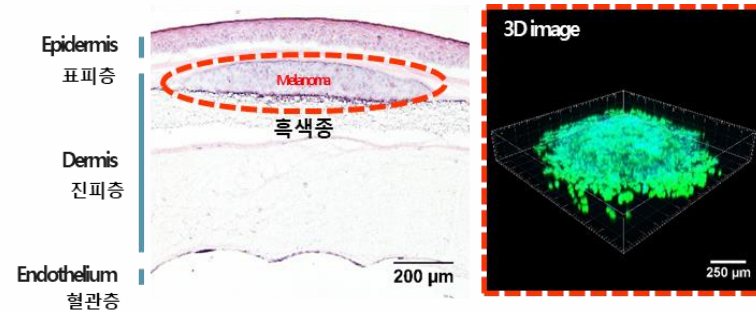 Epidermis
표피층
Melanoma
흑색종
Dermis
진피층
Endothelium
혈관층
200 µm
3D image
250 µm